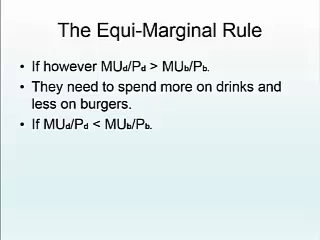 The Equi-Marginal Rule
• If however MUd/Pd > MUb/Pb.
• They need to spend more on drinks and
less on burgers.
• If MUd/Pd < MUb/Pb.